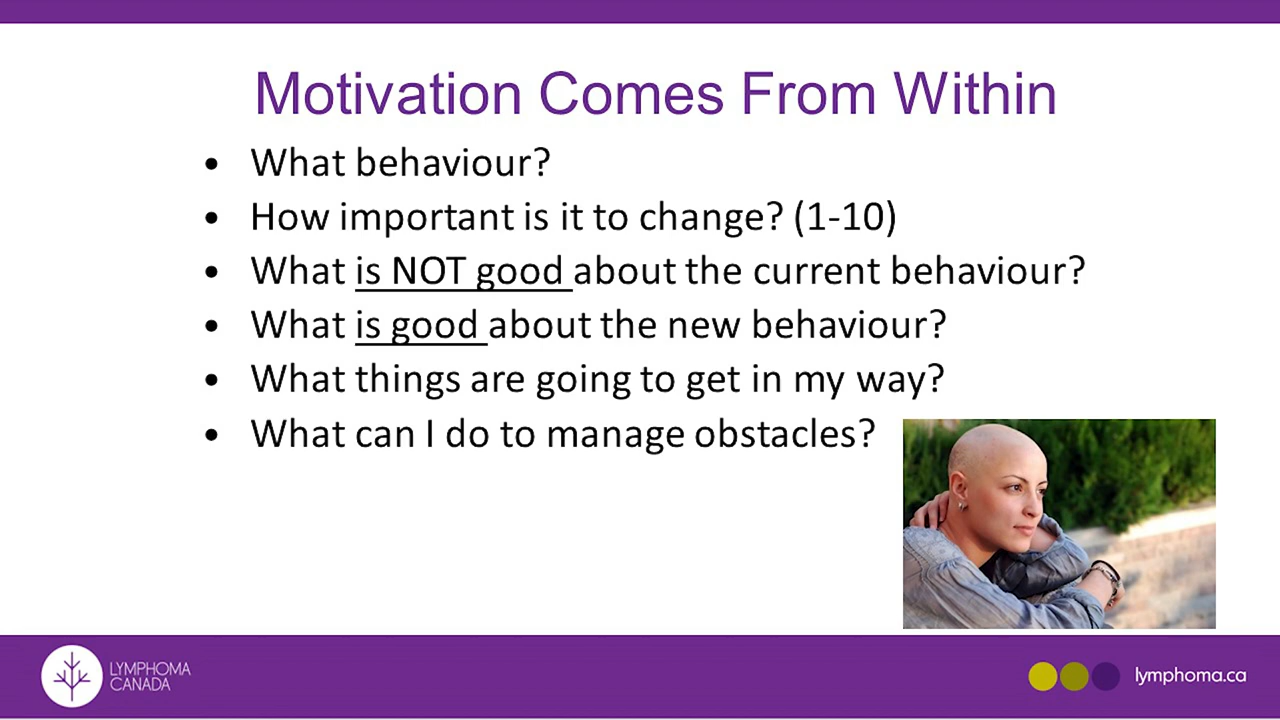 Motivation Comes From Within
• What behaviour?
• How important is it to change? (1-10)
• What is NOT good about the current behaviour?
• What is good about the new behaviour?
• What things are going to get in my way?
• What can I do to manage obstacles?
LYMPHOMA
CANADA
lymphoma.ca